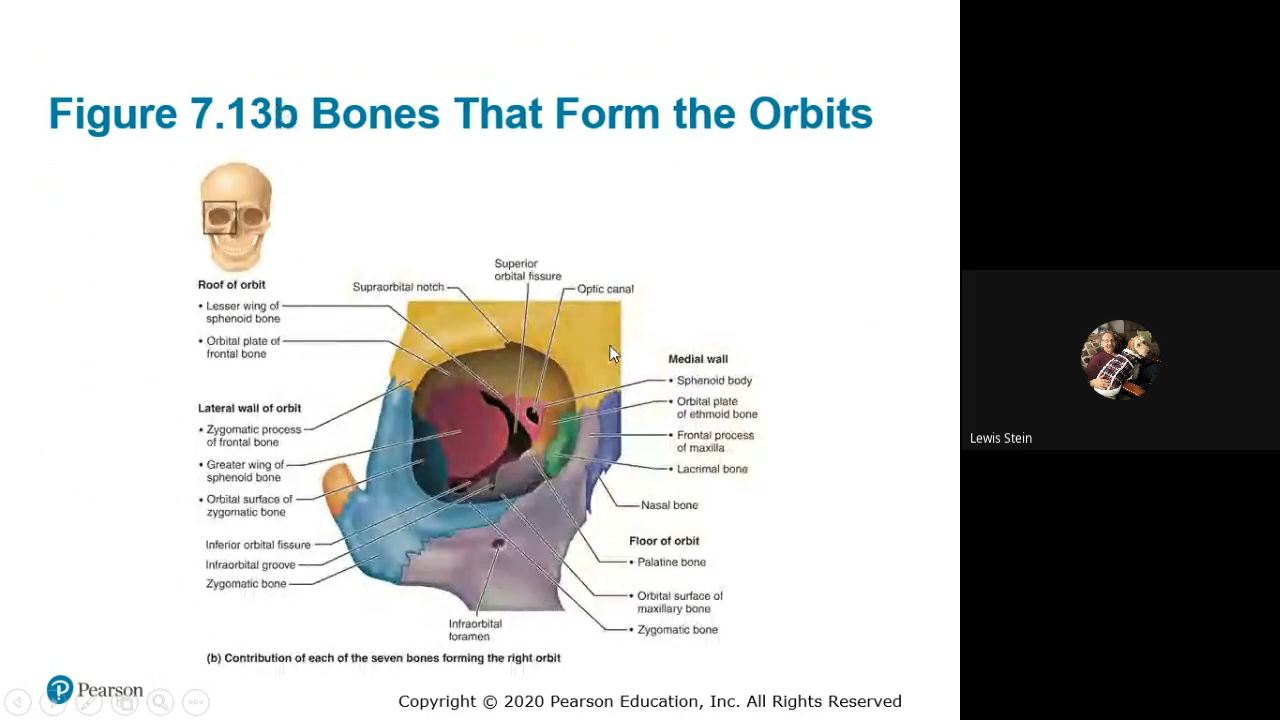 Figure 7.13b Bones That Form the Orbits
Superior
orbital fissure
Supraorbital notch
Optic canal
Roof of orbit
• Lesser wing of
sphenoid bone
• Orbital plate of
frontal bone
Lateral wall of orbit
• Zygomatic process
of frontal bone
• Greater wing of
sphenoid bone
• Orbital surface of
zygomatic bone
Inferior orbital fissure
Infraorbital groove
Zygomatic bone
Infraorbital
foramen
Medial wall
• Sphenoid body
• Orbital plate
of ethmoid bone
• Frontal process
of maxilla
• Lacrimal bone
Nasal bone
Floor of orbit
• Palatine bone
• Orbital surface of
maxillary bone
• Zygomatic bone
(b) Contribution of each of the seven bones forming the right orbit
P Pearson
Copyright © 2020 Pearson Education, Inc. All Rights Reserved
Lewis Stein